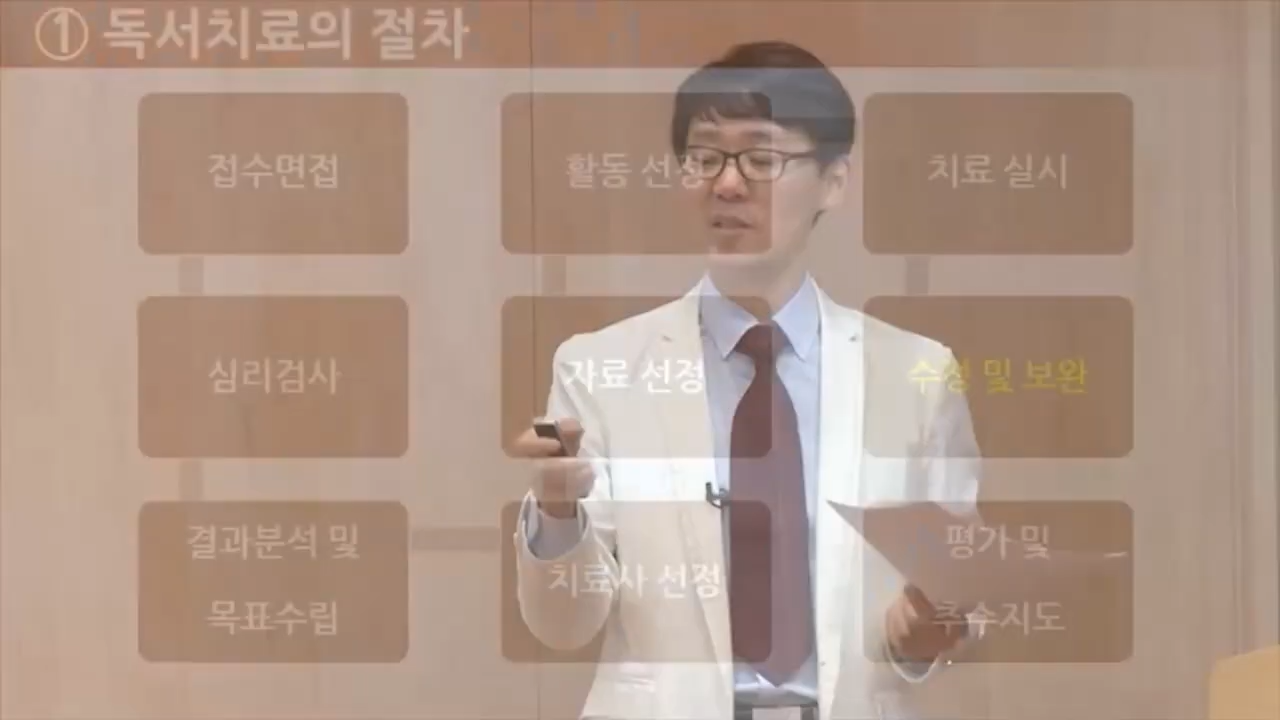 ① 독서치료의 절차
접수면접
활동 선정
치료 실시
심리검사
자료 선정
수정 및 보완
결과분석 및
목표수립
치료사 선정
평가 및
추수지도